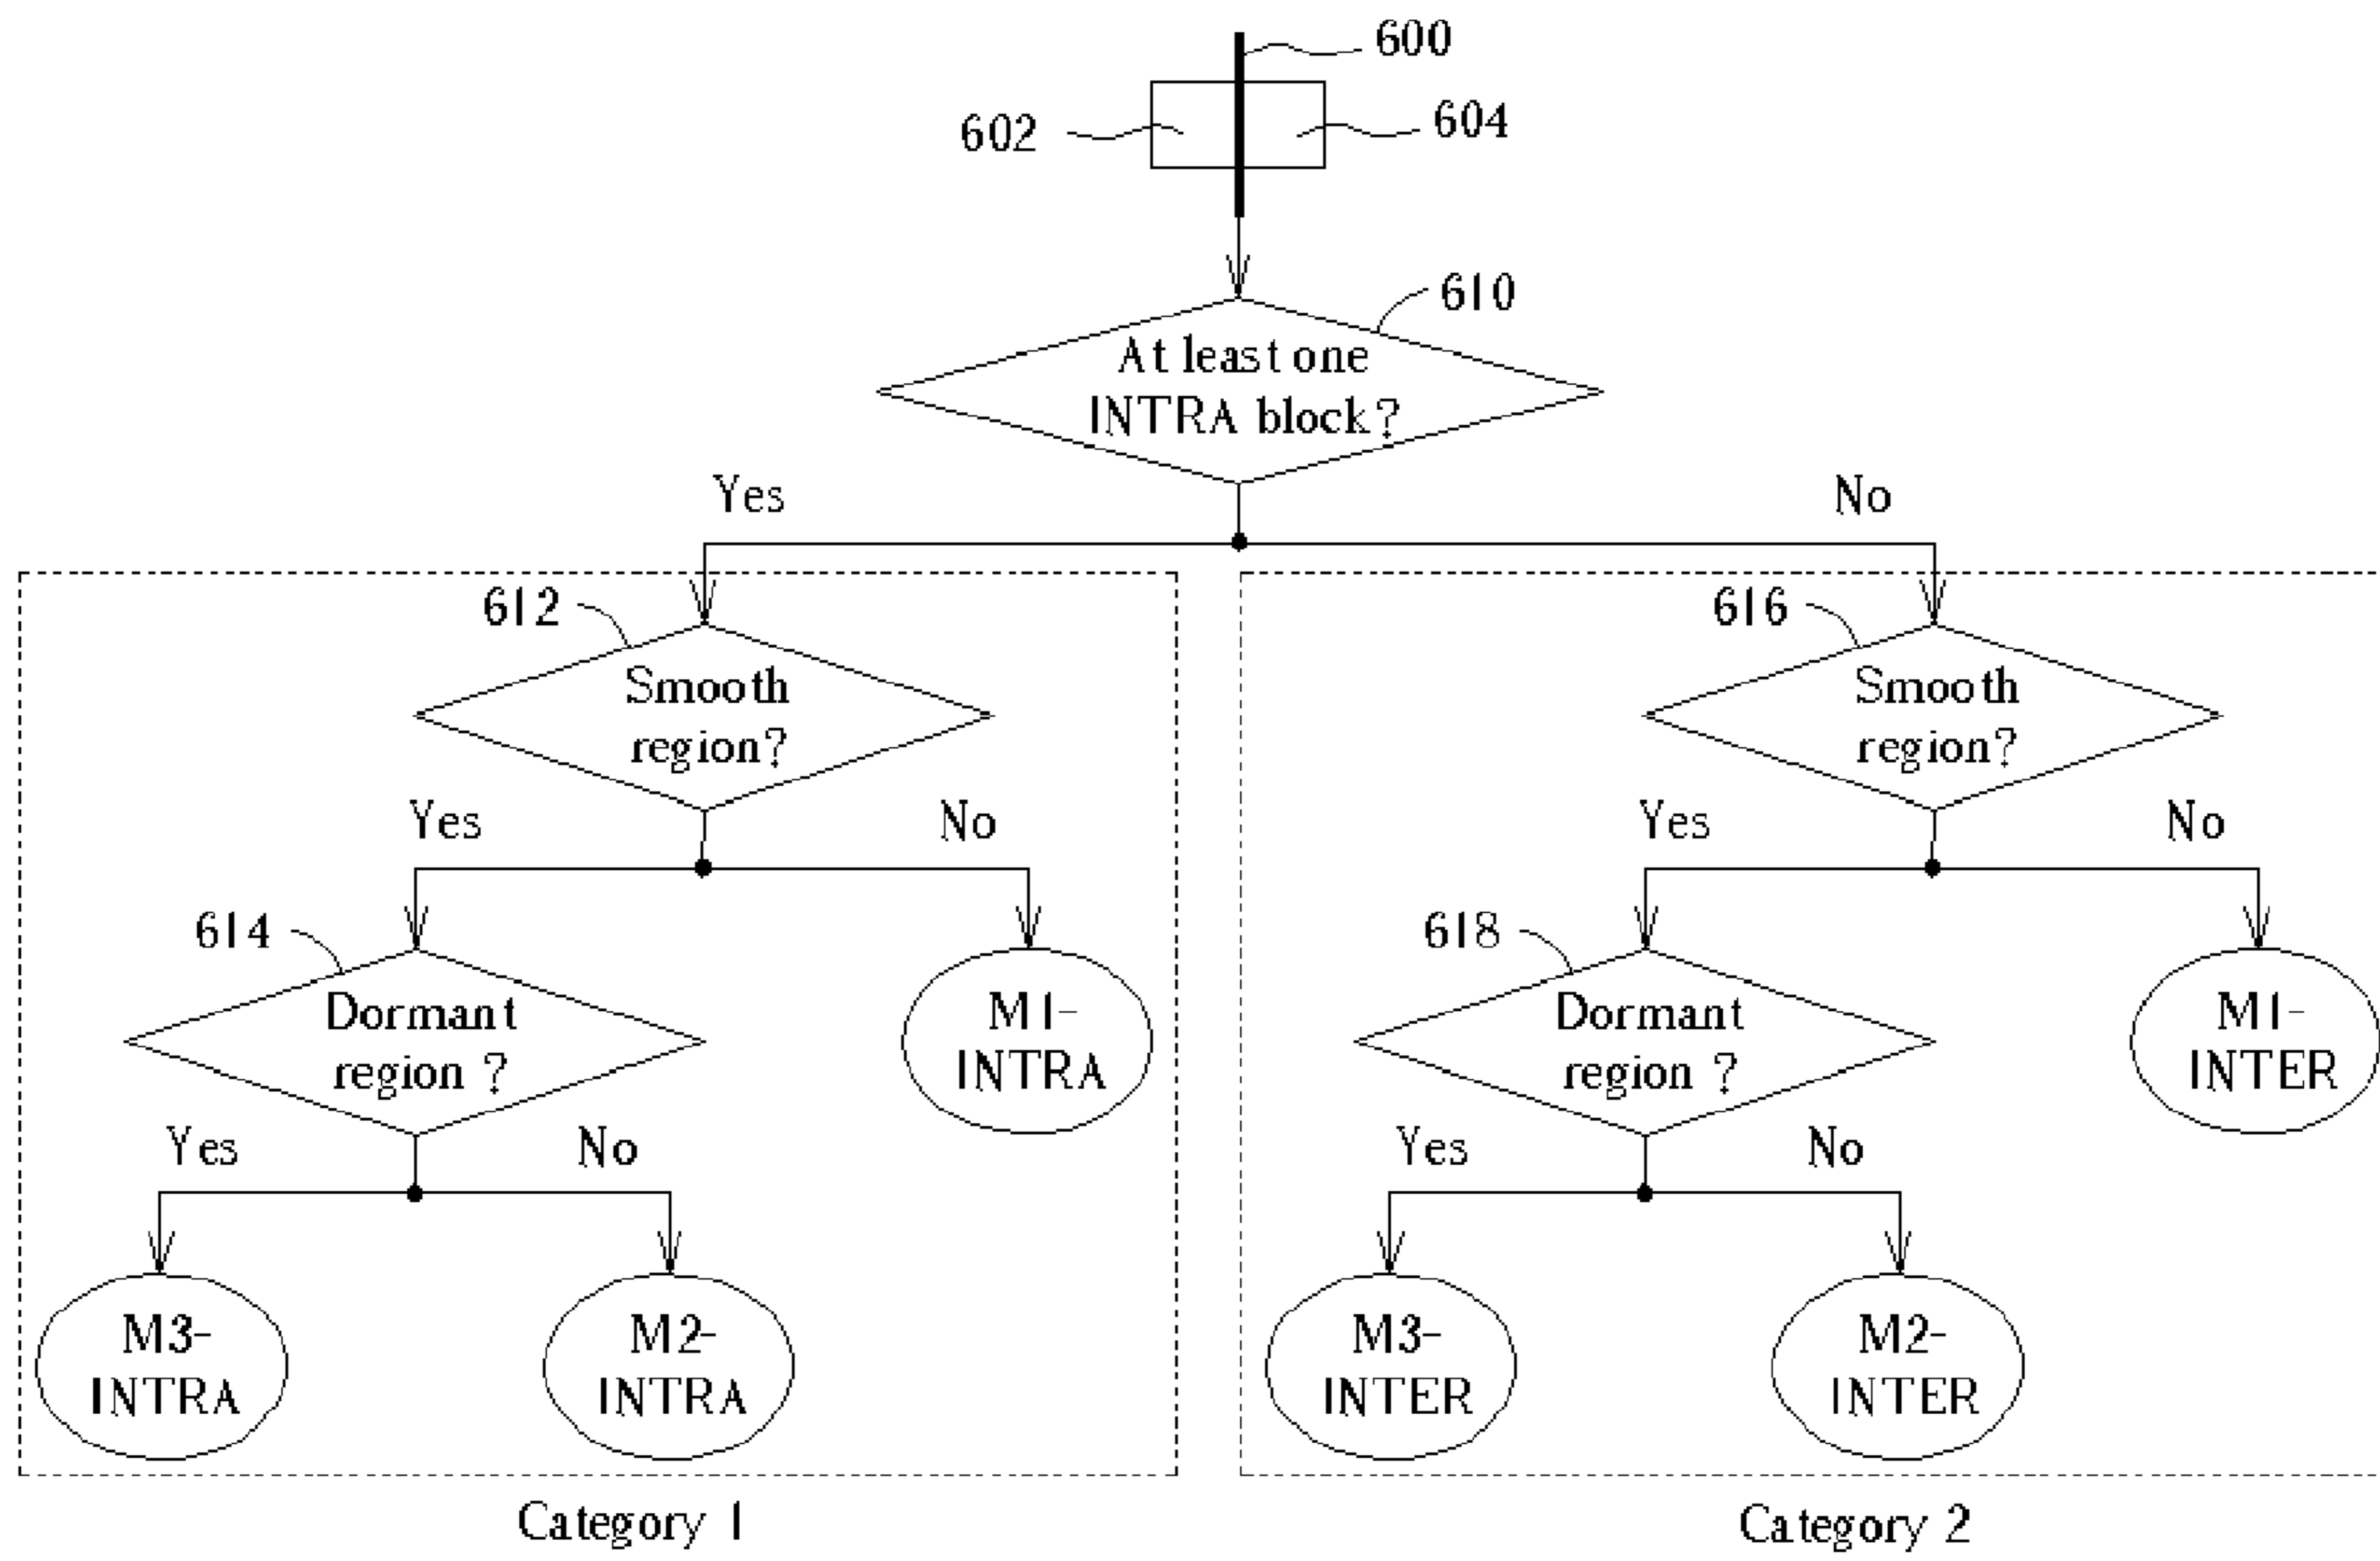 600
602
604
610
At least one
INTRA block?
Yes
No
612
616
Smooth
region?
Smooth
region?
Yes
No
Yes
No
614
618
Dormant
region ?
M1-
INTRA
Dormant
region ?
M1-
INTER
Yes
No
Yes
No
M3-
INTRA
M2-
INTRA
M3-
INTER
M2-
INTER
Category 1
Category 2